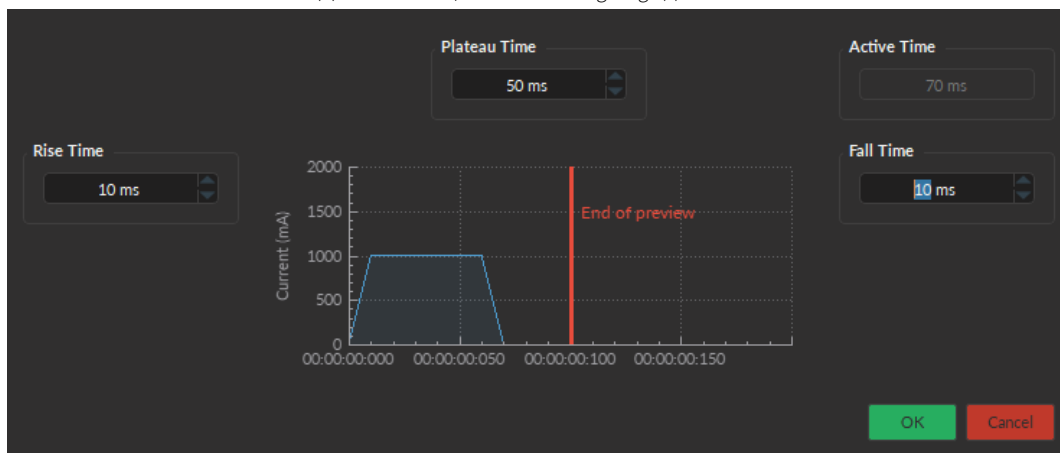 Plateau Time
50 ms
Active Time
70 ms
Rise Time
10 ms
Fall Time
10 ms
2000
1500
1000
500
0
Current (mA)
End of preview
00:00:00:000 00:00:00:050 00:00:00:100 00:00:00:150
OK
Cancel